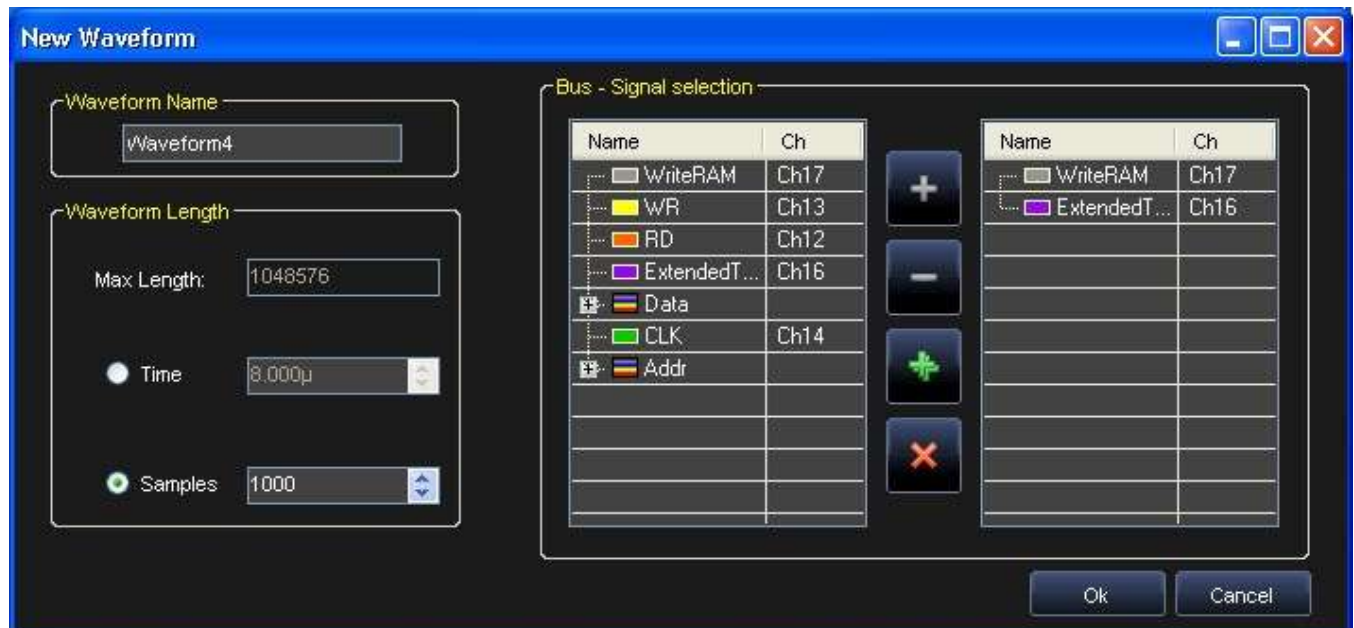 New Waveform
Waveform Name
Waveform4
Waveform Length
Max Length: 1048576
Time 8.000µ
Samples 1000
Bus - Signal selection
Name Ch
WriteRAM Ch17
WR Ch13
RD Ch12
ExtendedT... Ch16
Data
CLK Ch14
Addr
Name Ch
WriteRAM Ch17
ExtendedT... Ch16
Ok Cancel